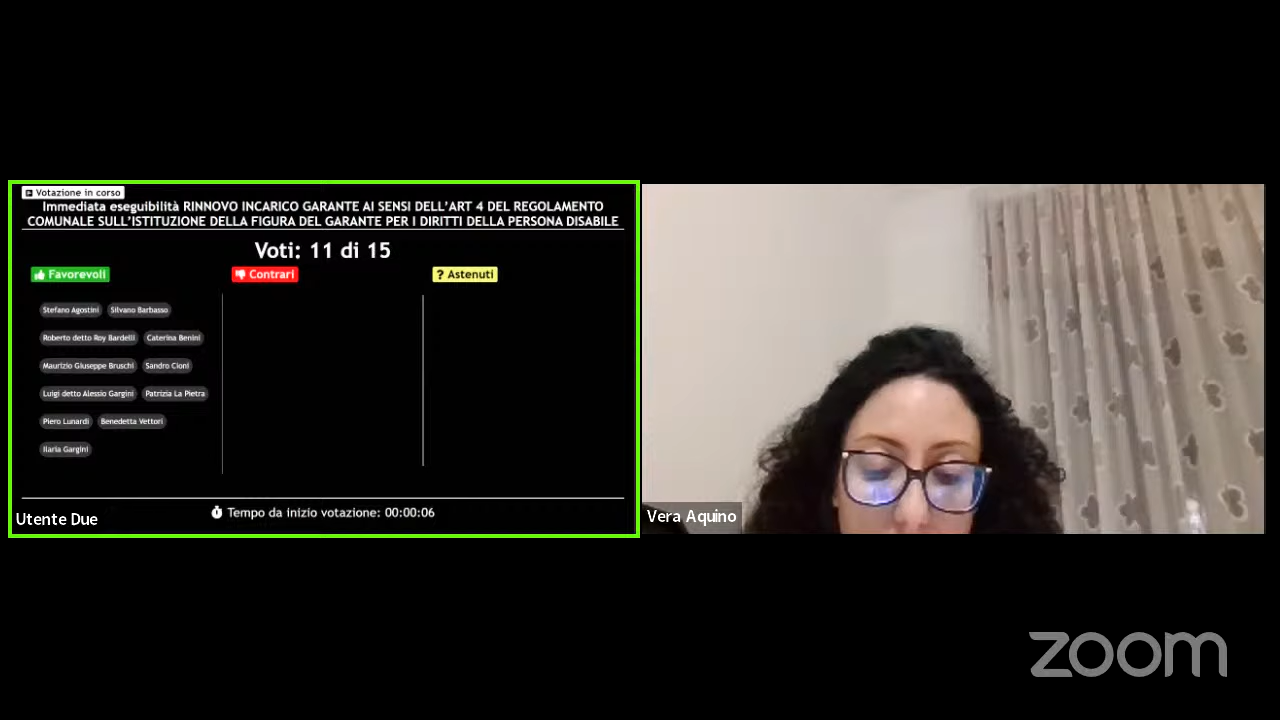 Votazione in corso
Immediata eseguibilità RINNOVO INCARICO GARANTE AI SENSI DELL'ART 4 DEL REGOLAMENTO
COMUNALE SULL'ISTITUZIONE DELLA FIGURA DEL GARANTE PER I DIRITTI DELLA PERSONA DISABILE
Voti: 11 di 15
Favorevoli
Contrari
? Astenuti
Stefano Agostini
Silvano Barbasso
Roberto detto Roy Bardelli
Caterina Benini
Maurizio Giuseppe Bruschi
Sandro Cioni
Luigi detto Alessio Gargini
Patrizia La Pietra
Piero Lunardi
Benedetta Vettori
Ilaria Gargini
Tempo da inizio votazione: 00:00:06
Utente Due
Vera Aquino
zoom